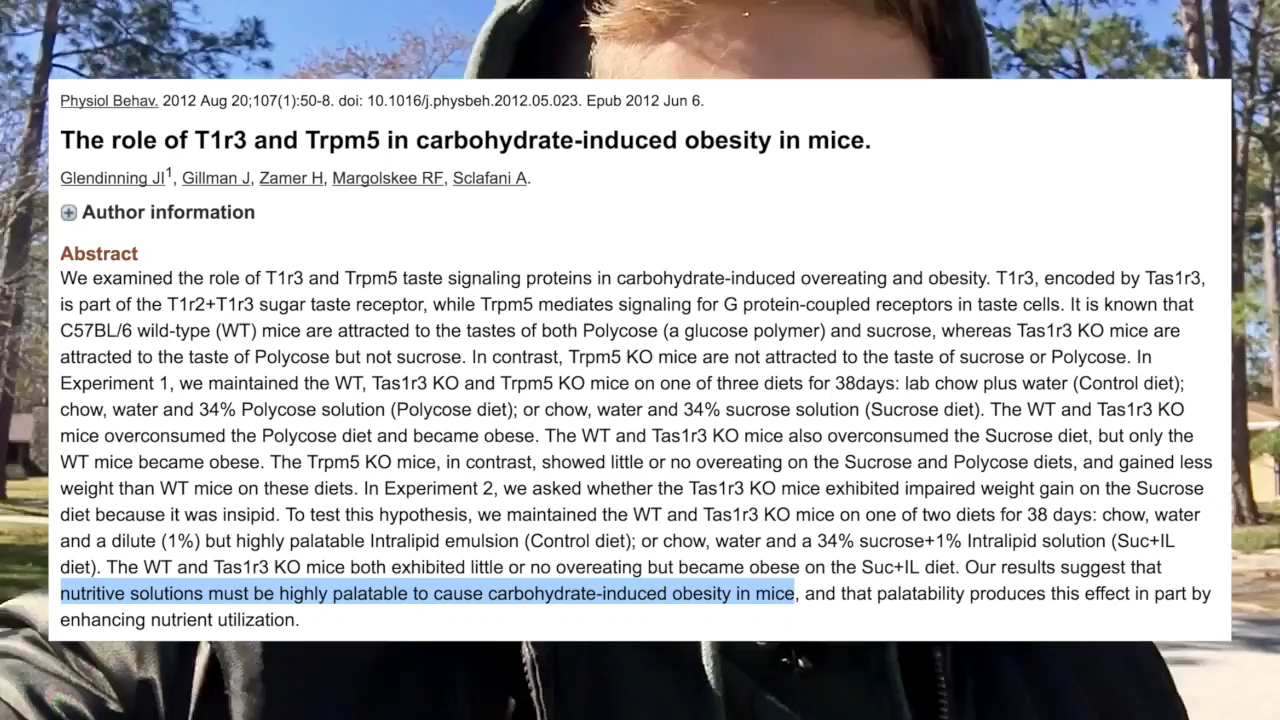 Physiol Behav. 2012 Aug 20;107(1):50-8. doi: 10.1016/j.physbeh.2012.05.023. Epub 2012 Jun 6.
The role of T1r3 and Trpm5 in carbohydrate-induced obesity in mice.
Glendinning JI1, Gillman J, Zamer H, Margolskee RF, Sclafani A.
Author information
Abstract
We examined the role of T1r3 and Trpm5 taste signaling proteins in carbohydrate-induced overeating and obesity. T1r3, encoded by Tas1r3,
is part of the T1r2+T1r3 sugar taste receptor, while Trpm5 mediates signaling for G protein-coupled receptors in taste cells. It is known that
C57BL/6 wild-type (WT) mice are attracted to the tastes of both Polycose (a glucose polymer) and sucrose, whereas Tas1r3 KO mice are
attracted to the taste of Polycose but not sucrose. In contrast, Trpm5 KO mice are not attracted to the taste of sucrose or Polycose. In
Experiment 1, we maintained the WT, Tas1r3 KO and Trpm5 KO mice on one of three diets for 38days: lab chow plus water (Control diet);
chow, water and 34% Polycose solution (Polycose diet); or chow, water and 34% sucrose solution (Sucrose diet). The WT and Tas1r3 KO
mice overconsumed the Polycose diet and became obese. The WT and Tas1r3 KO mice also overconsumed the Sucrose diet, but only the
WT mice became obese. The Trpm5 KO mice, in contrast, showed little or no overeating on the Sucrose and Polycose diets, and gained less
weight than WT mice on these diets. In Experiment 2, we asked whether the Tas1r3 KO mice exhibited impaired weight gain on the Sucrose
diet because it was insipid. To test this hypothesis, we maintained the WT and Tas1r3 KO mice on one of two diets for 38 days: chow, water
and a dilute (1%) but highly palatable Intralipid emulsion (Control diet); or chow, water and a 34% sucrose+1% Intralipid solution (Suc+IL
diet). The WT and Tas1r3 KO mice both exhibited little or no overeating but became obese on the Suc+IL diet. Our results suggest that
nutritive solutions must be highly palatable to cause carbohydrate-induced obesity in mice, and that palatability produces this effect in part by
enhancing nutrient utilization.